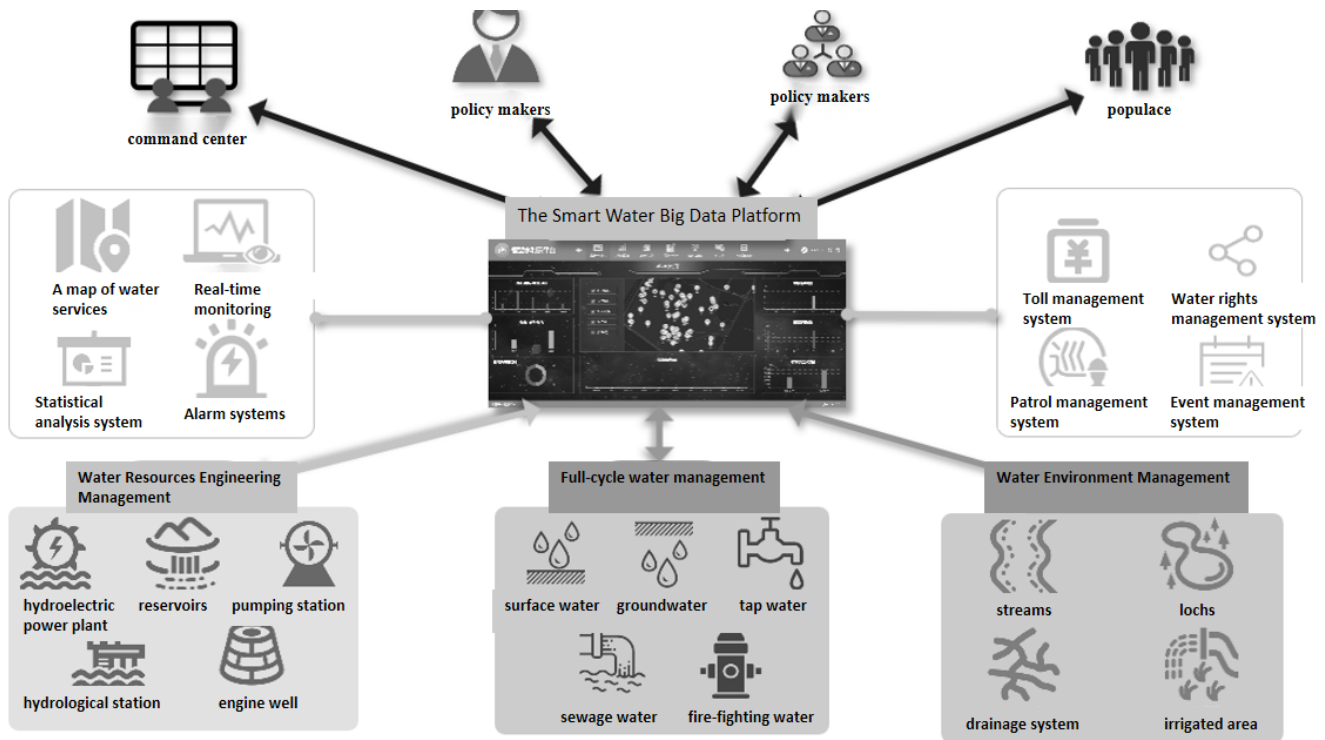 command center
policy makers
policy makers
populace
The Smart Water Big Data Platform
A map of water
services
Real-time
monitoring
Statistical
analysis system
Alarm systems
¥
Toll management
system
Water rights
management system
Patrol management
system
Event management
system
Water Resources Engineering
Management
Full-cycle water management
Water Environment Management
hydroelectric
power plant
reservoirs
pumping station
hydrological station
engine well
surface water
groundwater
tap water
sewage water
fire-fighting water
streams
lochs
drainage system
irrigated area